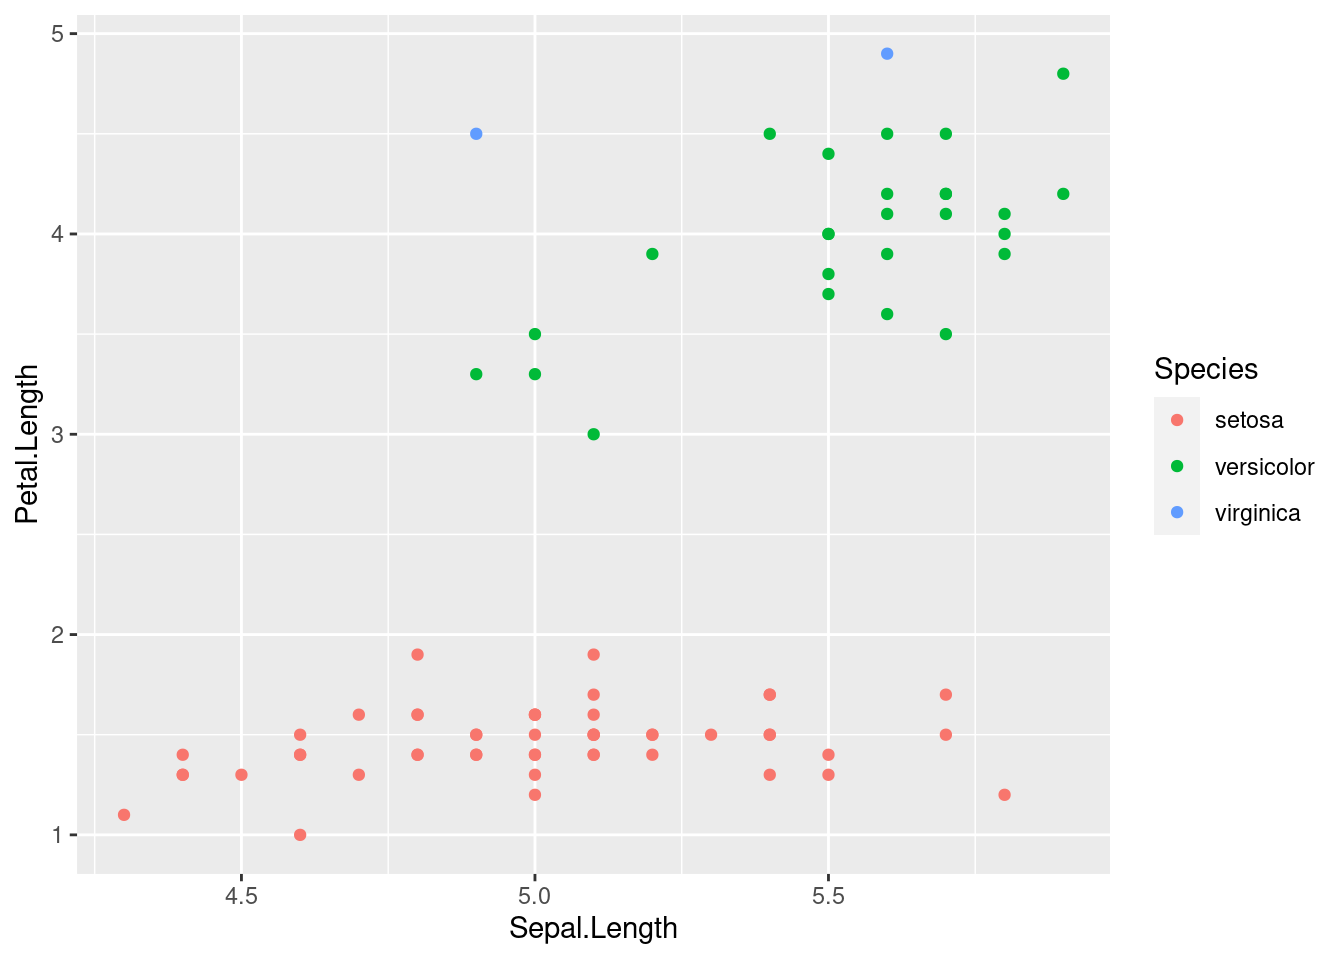 5
4
3
2
1
Petal.Length
4.5 5.0 5.5
Sepal.Length
Species
setosa
versicolor
virginica